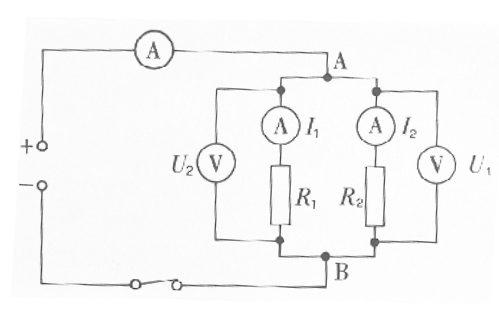 A
A
+
−
A I₁
A I₂
U₂ V
V U₁
R₁
R₂
B